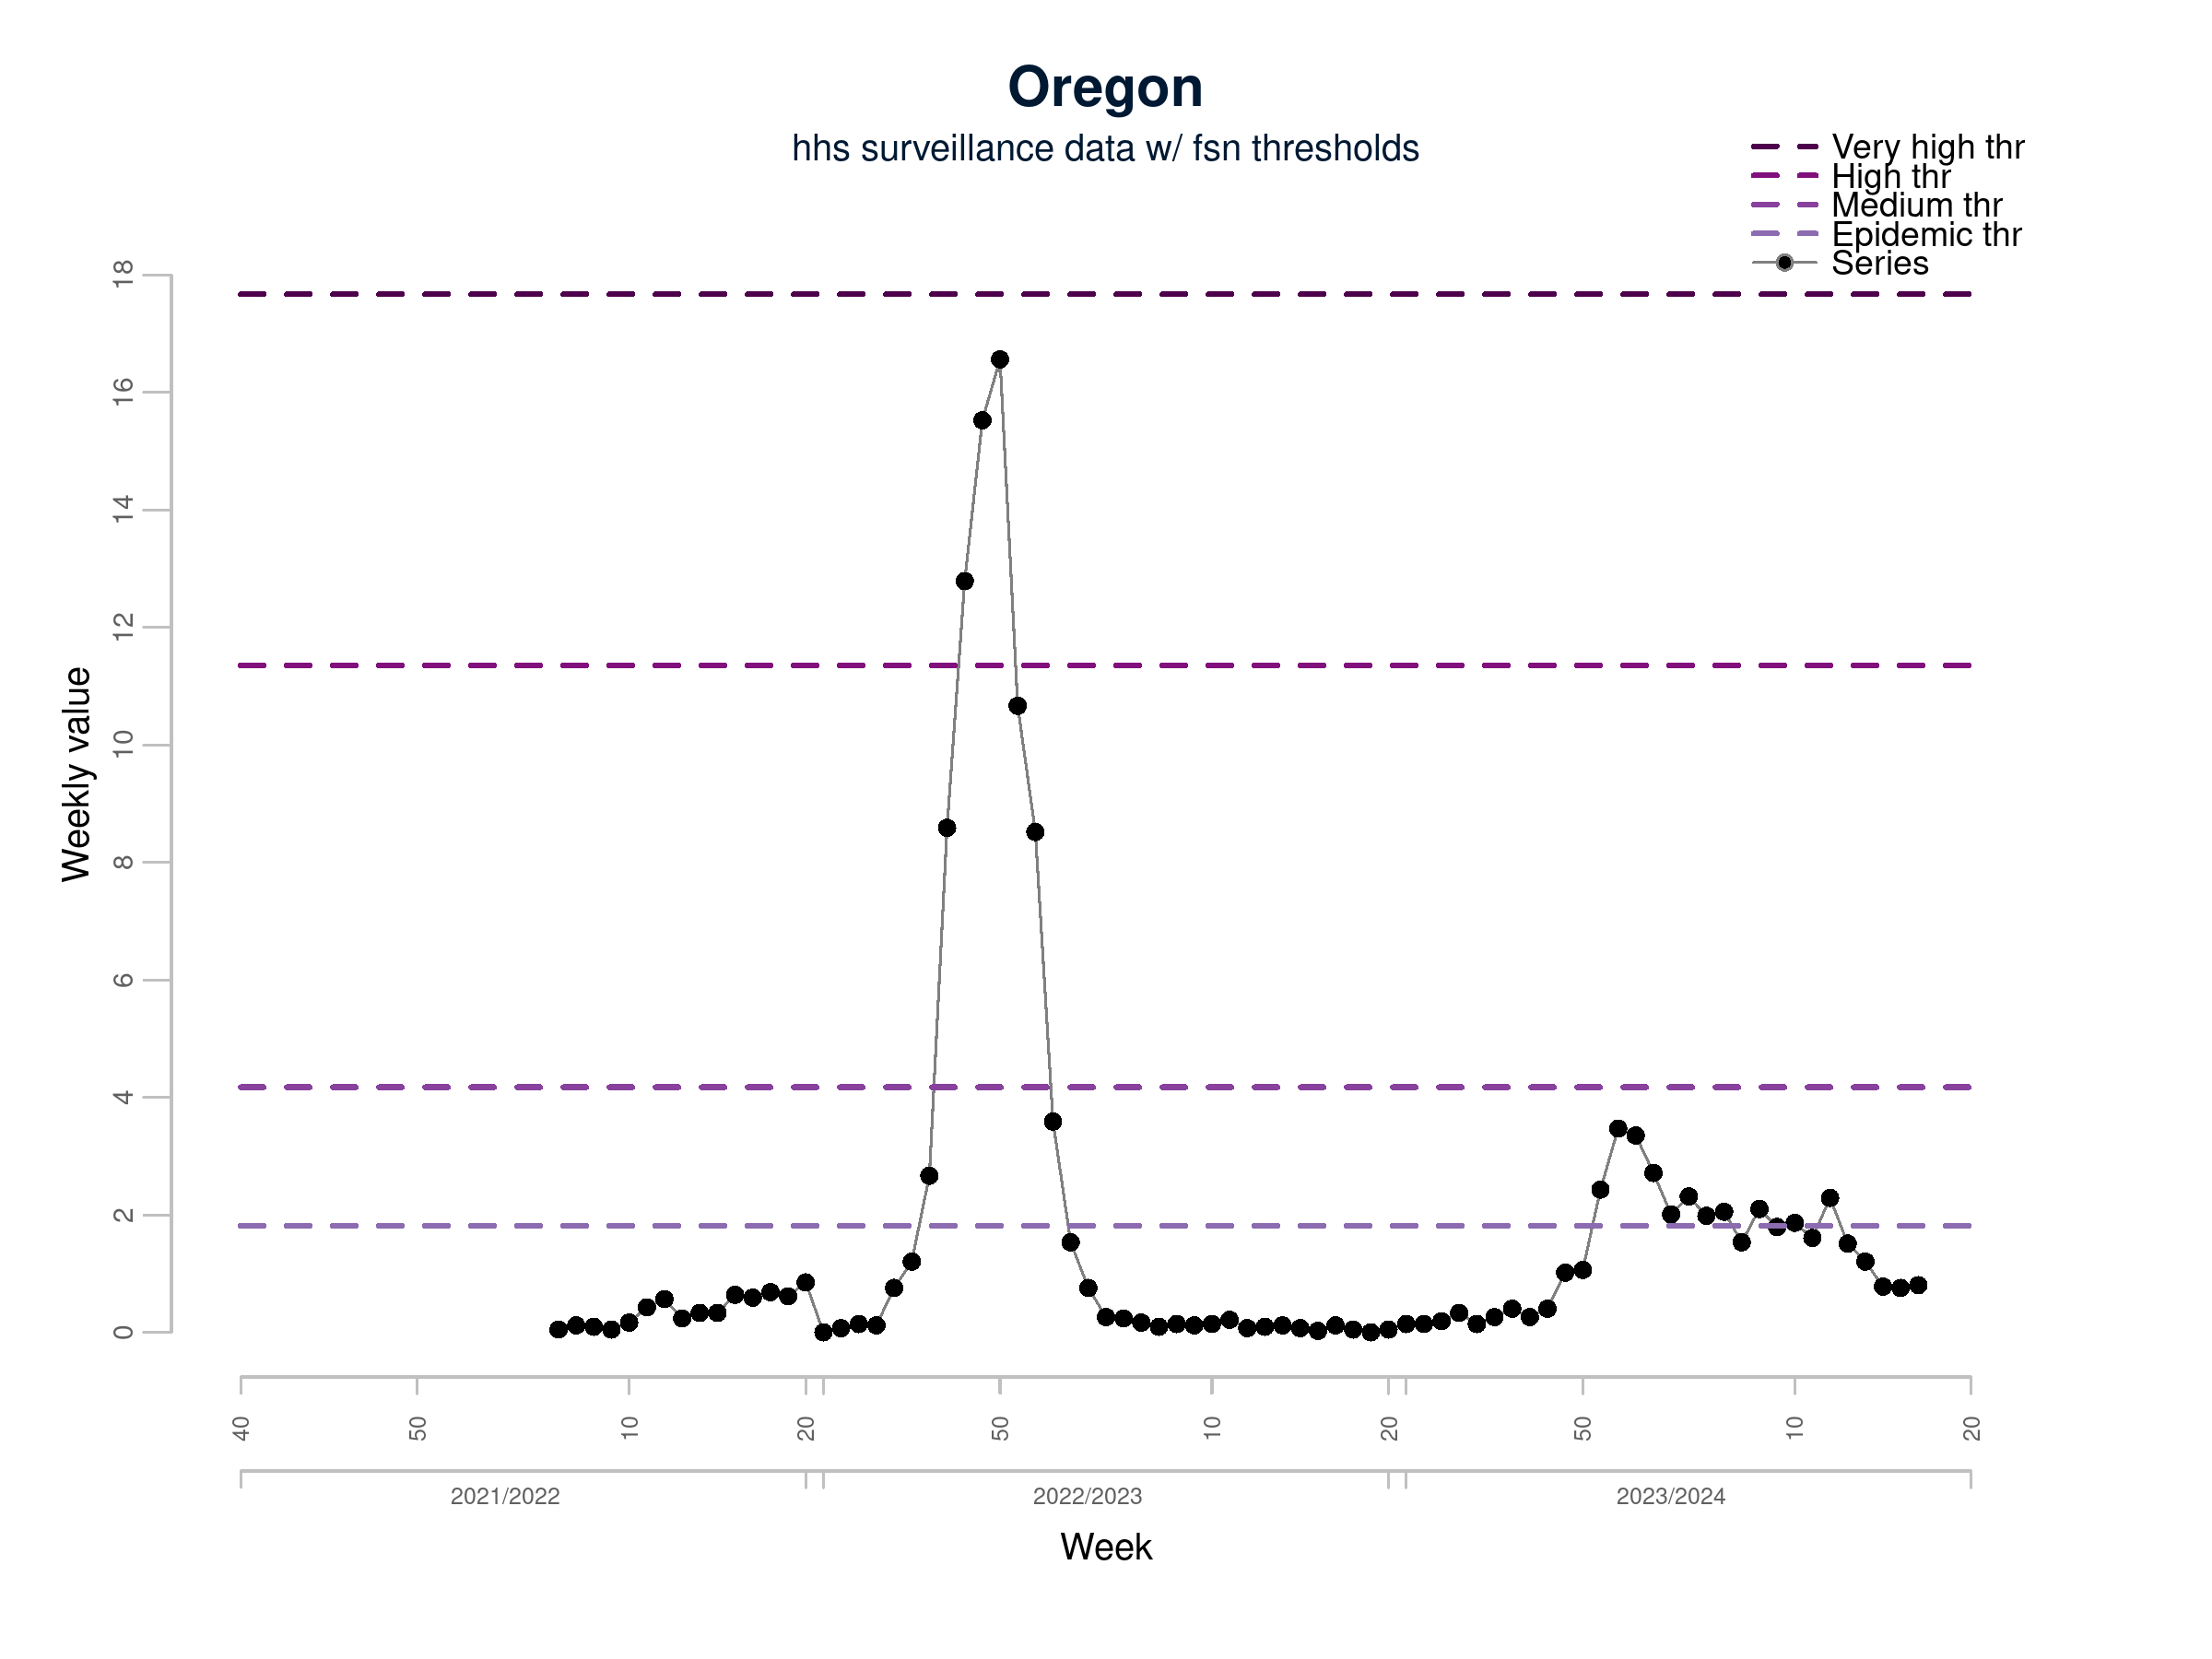 Oregon
hhs surveillance data w/ fsn thresholds
Very high thr
High thr
Medium thr
Epidemic thr
Series
18
16
14
12
10
8
6
4
2
0
Weekly value
40 50 10 20 50 10 20 50 10 20
2021/2022 2022/2023 2023/2024
Week